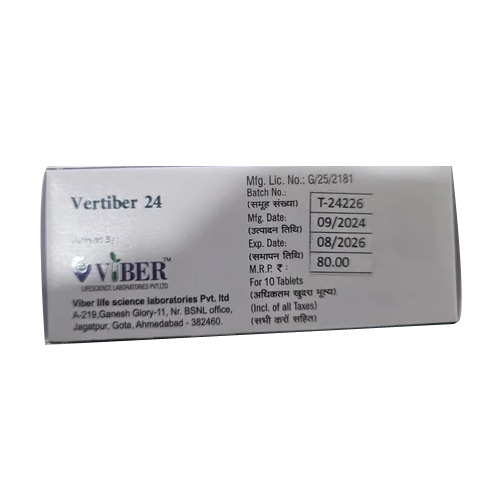 Vertiber 24
ViBER™
LIFESCIENCE LABORATORIES PVT.LTD
Viber life science laboratories Pvt. ltd
A-219,Ganesh Glory-11, Nr. BSNL office,
Jagatpur, Gota, Ahmedabad - 382460.
Mfg. Lic. No.: G/25/2181
Batch No.:
(समूह संख्या) T-24226
Mfg. Date:
(उत्पादन तिथि) 09/2024
Exp. Date:
(समापन तिथि) 08/2026
M.R.P. ₹ : 80.00
For 10 Tablets
(अधिकतम खुदरा मूल्य)
(Incl. of all Taxes)
(सभी करों सहित)